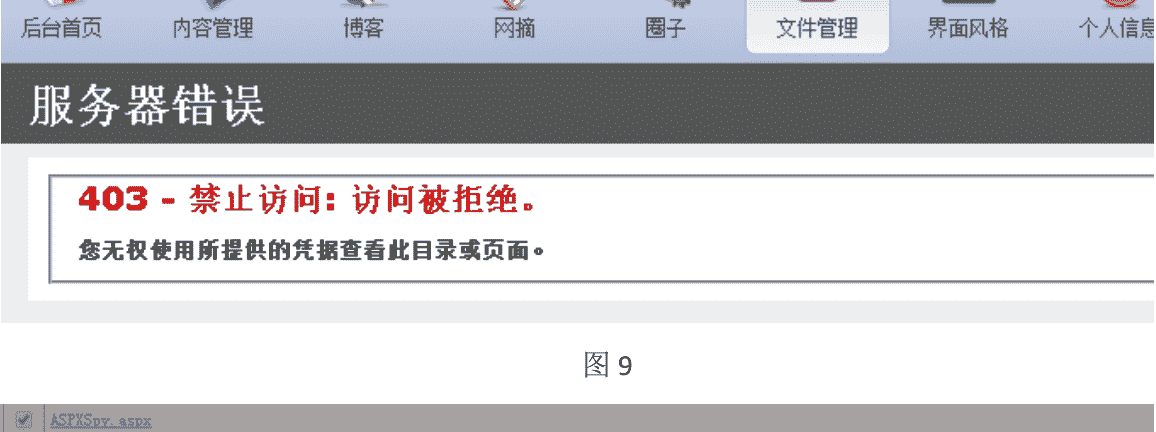 后台首页 内容管理 博客 网摘 圈子 文件管理 界面风格 个人信息
服务器错误
403 - 禁止访问: 访问被拒绝。
您无权使用所提供的凭据查看此目录或页面。
图 9
ASPXSpy.aspx